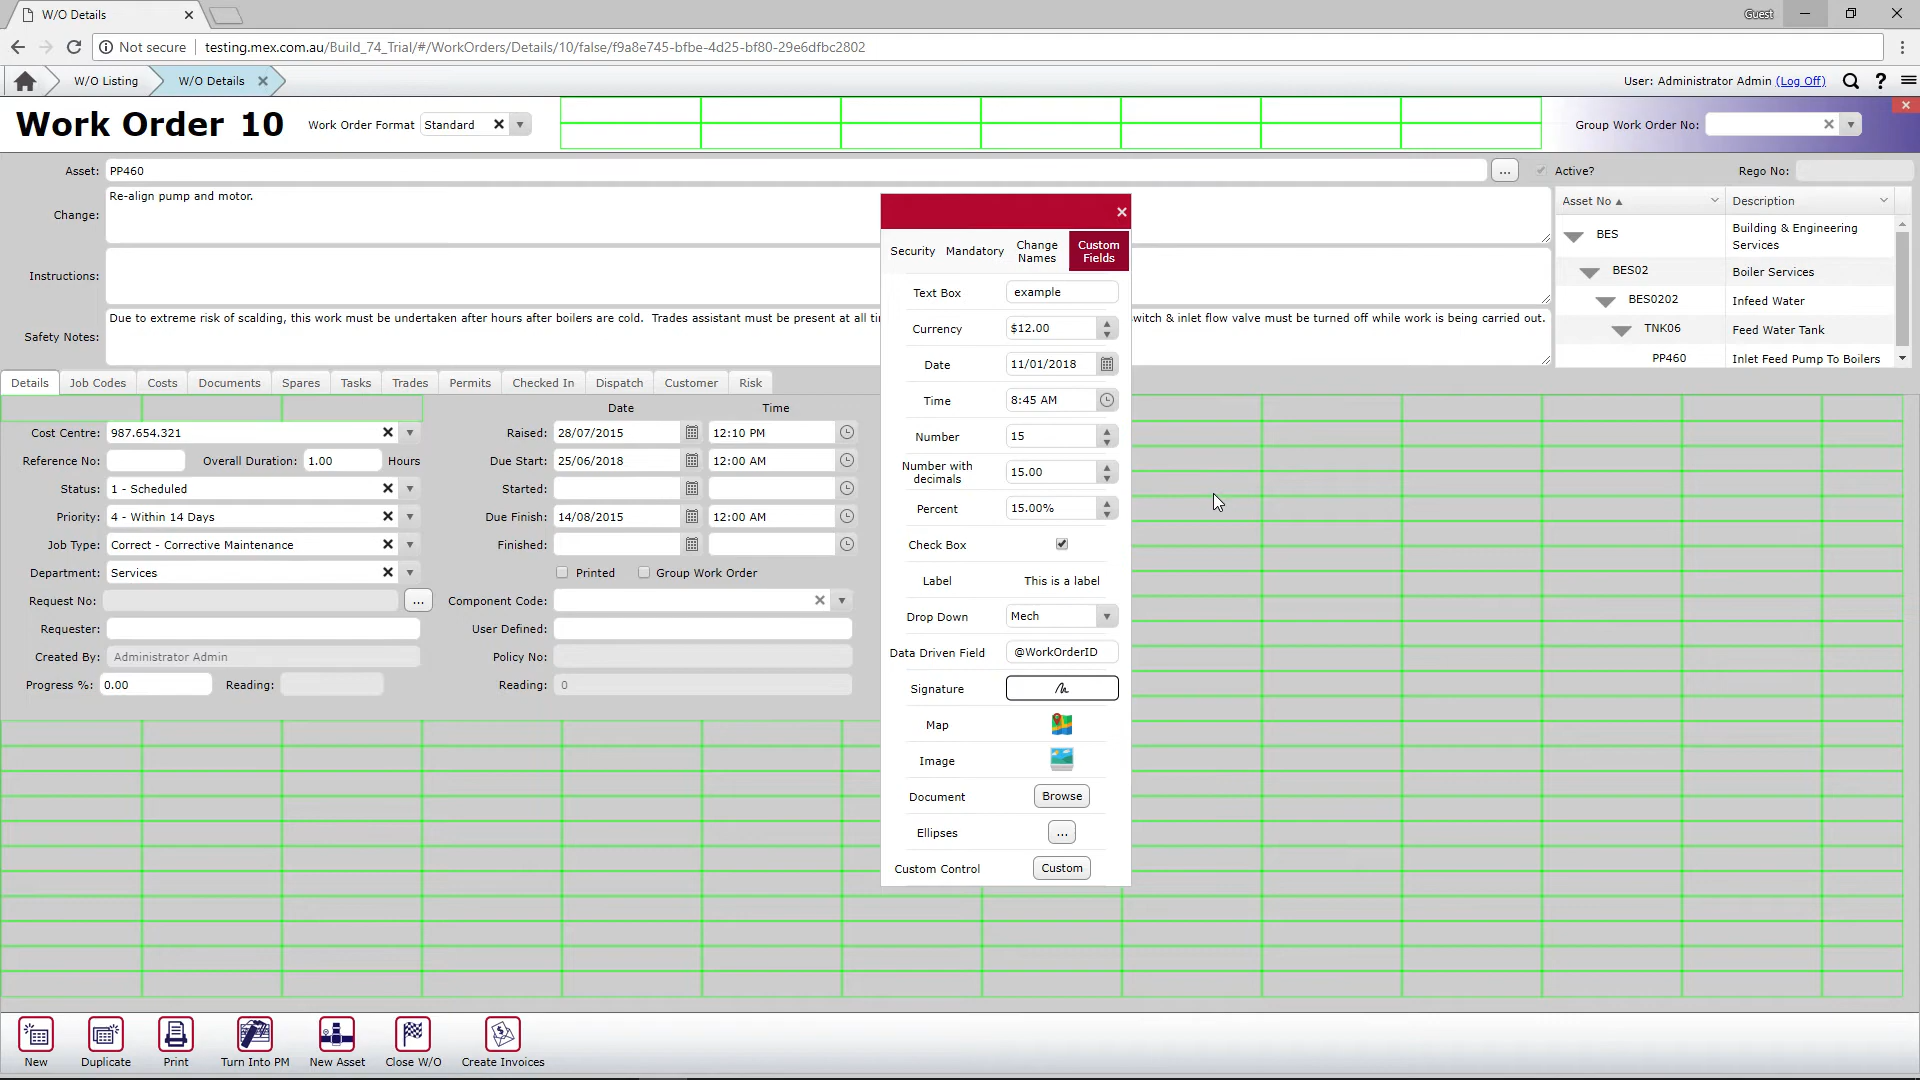 W/O Details
Guest
Not secure
testing.mex.com.au/Build_74_Trial/#/WorkOrders/Details/10/false/f9a8e745-bfbe-4d25-bf80-29e6dfbc2802
W/O Listing
W/O Details
User: Administrator Admin (Log Off)
Work Order 10
Work Order Format
Standard
Group Work Order No:
Asset:
PP460
Active?
Rego No:
Change:
Re-align pump and motor.
Instructions:
Safety Notes:
Due to extreme risk of scalding, this work must be undertaken after hours after boilers are cold.  Trades assistant must be present at all
witch & inlet flow valve must be turned off while work is being carried out.
Asset No
Description
BES
Building & Engineering
Services
BES02
Boiler Services
BES0202
Infeed Water
TNK06
Feed Water Tank
PP460
Inlet Feed Pump To Boilers
Details
Job Codes
Costs
Documents
Spares
Tasks
Trades
Permits
Checked In
Dispatch
Customer
Risk
Date
Time
Cost Centre:
987.654.321
Raised:
28/07/2015
12:10 PM
Reference No:
Overall Duration:
1.00
Hours
Due Start:
25/06/2018
12:00 AM
Status:
1 - Scheduled
Started:
Priority:
4 - Within 14 Days
Due Finish:
14/08/2015
12:00 AM
Job Type:
Correct - Corrective Maintenance
Finished:
Department:
Services
Printed
Group Work Order
Request No:
...
Component Code:
Requester:
User Defined:
Created By:
Administrator Admin
Policy No:
Progress %:
0.00
Reading:
Reading:
0
Security
Mandatory
Change
Names
Custom
Fields
Text Box
example
Currency
$12.00
Date
11/01/2018
Time
8:45 AM
Number
15
Number with
decimals
15.00
Percent
15.00%
Check Box
Label
This is a label
Drop Down
Mech
Data Driven Field
@WorkOrderID
Signature
Map
Image
Document
Browse
Ellipses
...
Custom Control
Custom
New
Duplicate
Print
Turn Into PM
New Asset
Close W/O
Create Invoices